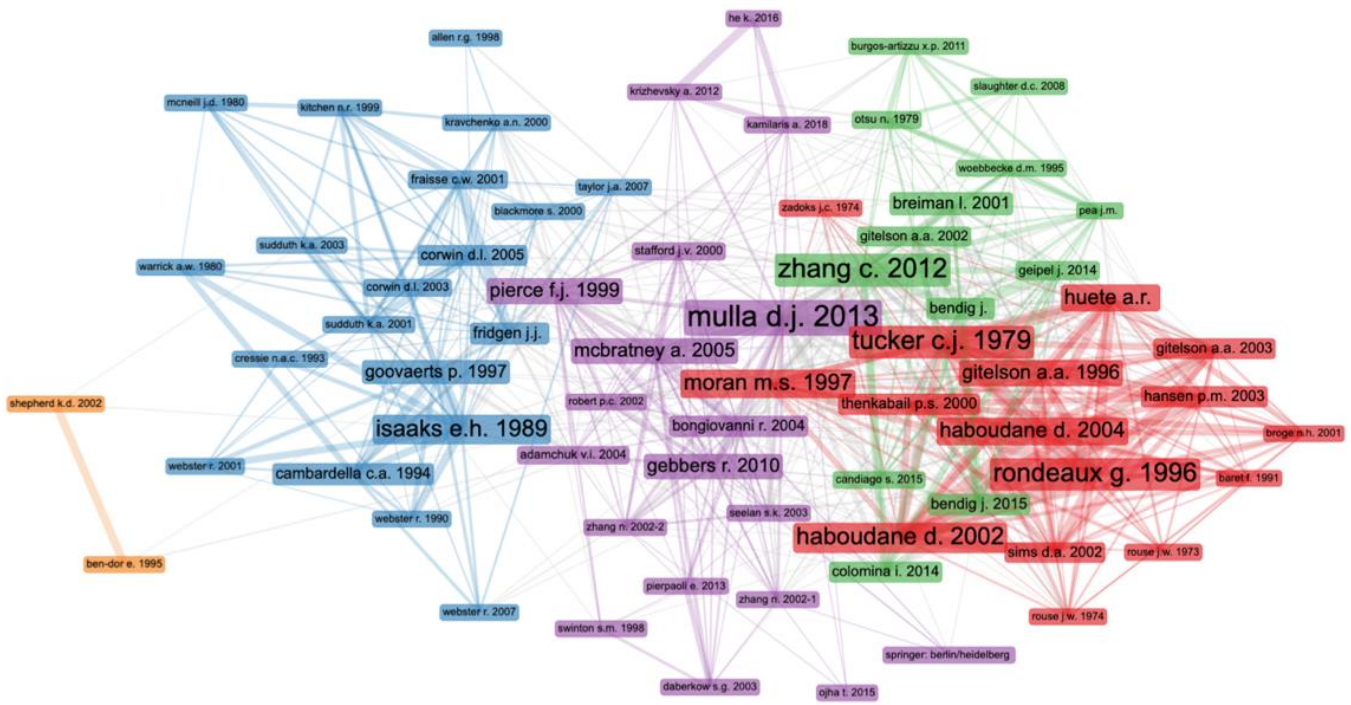 he k. 2016
allen r.g. 1998
burgos-artizzu x.p. 2011
slaughter d.c. 2008
krizhevsky a. 2012
mcneill j.d. 1980
kitchen n.r. 1999
kravchenko a.n. 2000
kamilaris a. 2018
otsu n. 1979
woebbecke d.m. 1995
fraisse c.w. 2001
taylor j.a. 2007
blackmore s. 2000
zadoks j.c. 1974
breiman l. 2001
pea j.m.
gitelson a.a. 2002
sudduth k.a. 2003
corwin d.l. 2005
stafford j.v. 2000
warrick a.w. 1980
zhang c. 2012
geipel j. 2014
corwin d.l. 2003
pierce f.j. 1999
huete a.r.
bendig j.
mulla d.j. 2013
sudduth k.a. 2001
fridgen j.j.
tucker c.j. 1979
cressie n.a.c. 1993
mcbratney a. 2005
gitelson a.a. 2003
goovaerts p. 1997
moran m.s. 1997
gitelson a.a. 1996
shepherd k.d. 2002
robert p.c. 2002
thenkabail p.s. 2000
hansen p.m. 2003
isaaks e.h. 1989
bongiovanni r. 2004
haboudane d. 2004
broge n.h. 2001
adamchuk v.i. 2004
webster r. 2001
cambardella c.a. 1994
gebbers r. 2010
rondeaux g. 1996
candiago s. 2015
baret f. 1991
bendig j. 2015
webster r. 1990
zhang n. 2002-2
seelan s.k. 2003
haboudane d. 2002
sims d.a. 2002
rouse j.w. 1973
ben-dor e. 1995
colomina i. 2014
pierpaoli e. 2013
zhang n. 2002-1
webster r. 2007
rouse j.w. 1974
swinton s.m. 1998
springer: berlin/heidelberg
daberkow s.g. 2003
ojha t. 2015